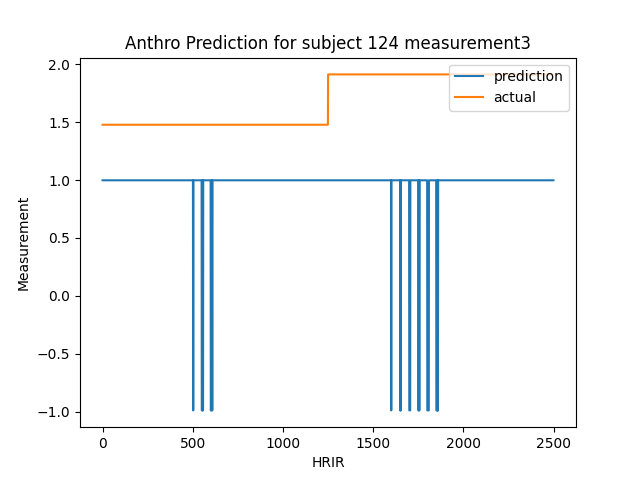 Anthro Prediction for subject 124 measurement3
prediction
actual
2.0
1.5
1.0
0.5
0.0
−0.5
−1.0
Measurement
0
500
1000
1500
2000
2500
HRIR